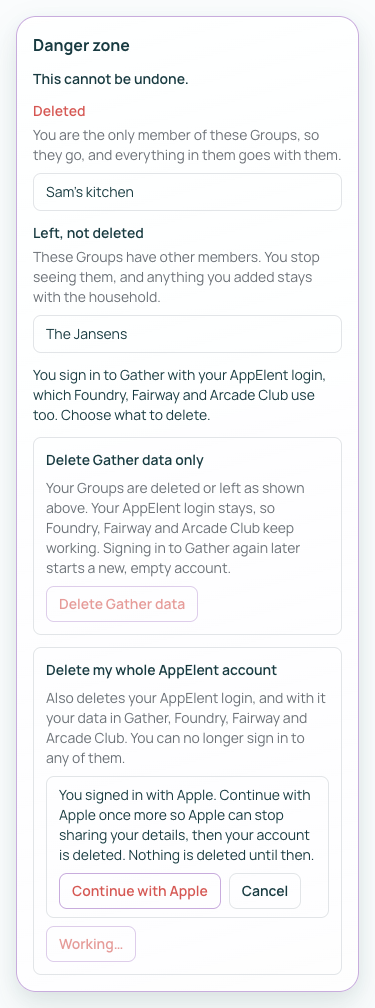 Danger zone
This cannot be undone.
Deleted
You are the only member of these Groups, so
they go, and everything in them goes with them.
Sam's kitchen
Left, not deleted
These Groups have other members. You stop
seeing them, and anything you added stays
with the household.
The Jansens
You sign in to Gather with your AppElent login,
which Foundry, Fairway and Arcade Club use
too. Choose what to delete.
Delete Gather data only
Your Groups are deleted or left as shown
above. Your AppElent login stays, so
Foundry, Fairway and Arcade Club keep
working. Signing in to Gather again later
starts a new, empty account.
Delete Gather data
Delete my whole AppElent account
Also deletes your AppElent login, and with it
your data in Gather, Foundry, Fairway and
Arcade Club. You can no longer sign in to
any of them.
You signed in with Apple. Continue with
Apple once more so Apple can stop
sharing your details, then your account
is deleted. Nothing is deleted until then.
Continue with Apple
Cancel
Working…